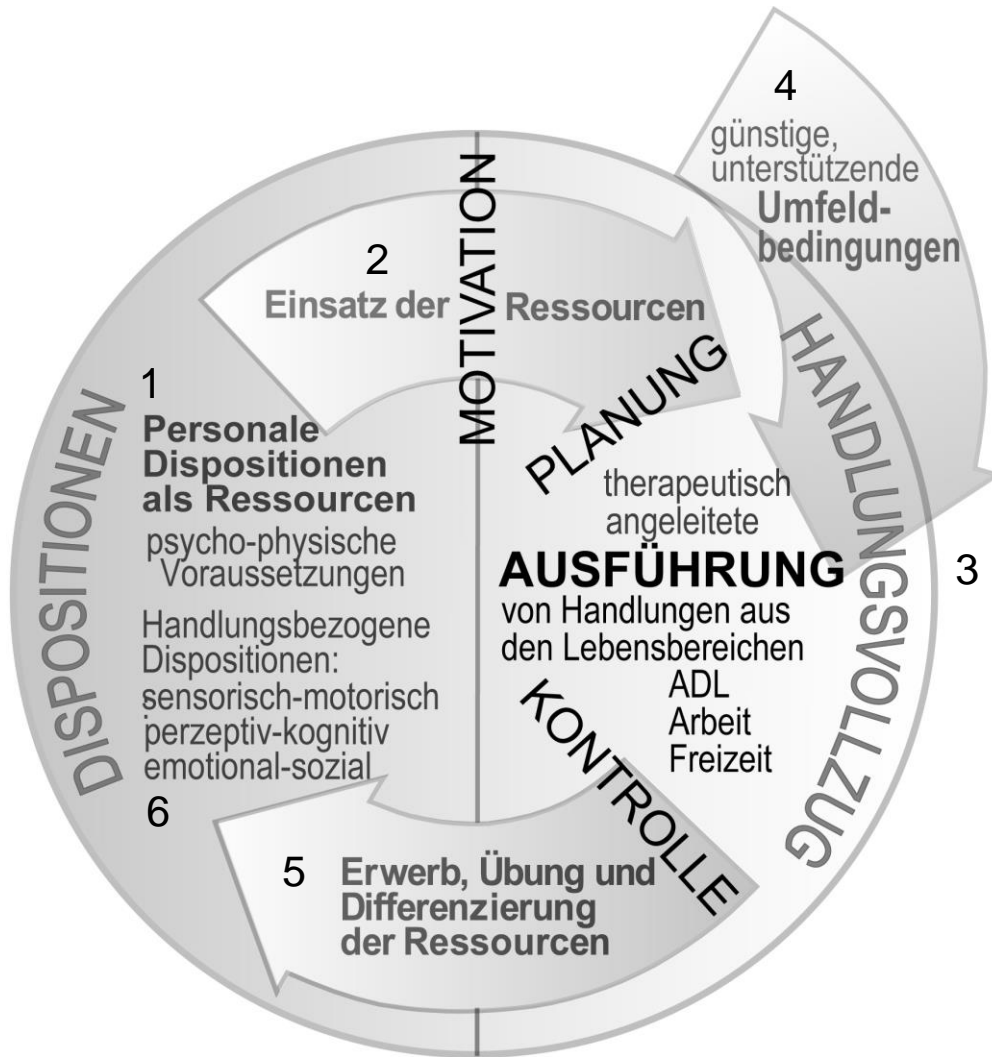 4
günstige,
unterstützende
Umfeld-
bedingungen
MOTIVATION
2
Einsatz der Ressourcen
PLANUNG
HANDLUNGSVOLLZUG
DISPOSITIONEN
1
Personale
Dispositionen
als Ressourcen
psycho-physische
Voraussetzungen
Handlungsbezogene
Dispositionen:
sensorisch-motorisch
perzeptiv-kognitiv
emotional-sozial
6
therapeutisch
angeleitete
AUSFÜHRUNG
von Handlungen aus
den Lebensbereichen
ADL
Arbeit
Freizeit
3
KONTROLLE
5
Erwerb, Übung und
Differenzierung
der Ressourcen